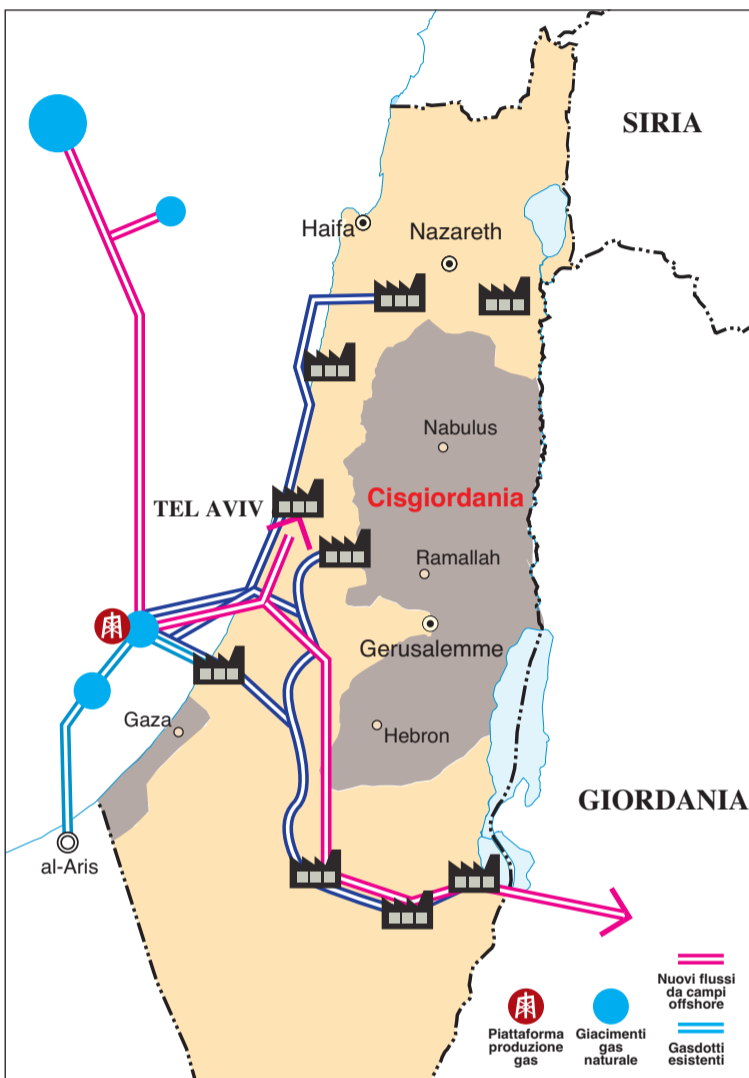 SIRIA
Haifa
Nazareth
Nabulus
Cisgiordania
TEL AVIV
Ramallah
Gerusalemme
Gaza
Hebron
GIORDANIA
al-Aris
Piattaforma
produzione
gas
Giacimenti
gas
naturale
Nuovi flussi
da campi
offshore
Gasdotti
esistenti